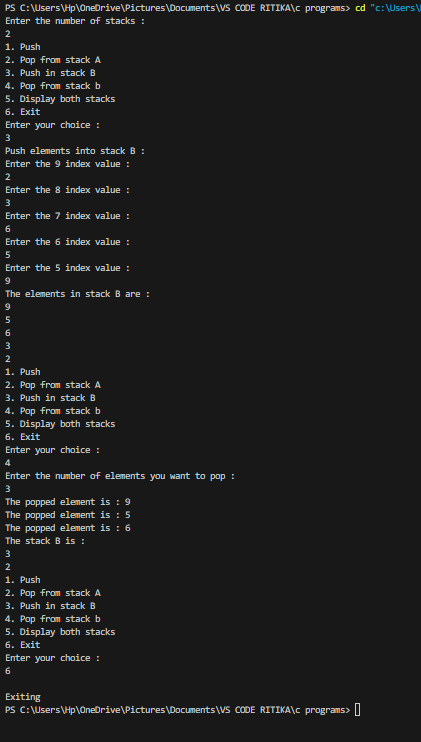 PS C:\Users\Hp\OneDrive\Pictures\Documents\VS CODE RITIKA\c programs> cd "c:\Users\
Enter the number of stacks :
2
1. Push
2. Pop from stack A
3. Push in stack B
4. Pop from stack b
5. Display both stacks
6. Exit
Enter your choice :
3
Push elements into stack B :
Enter the 9 index value :
2
Enter the 8 index value :
3
Enter the 7 index value :
6
Enter the 6 index value :
5
Enter the 5 index value :
9
The elements in stack B are :
9
5
6
3
2
1. Push
2. Pop from stack A
3. Push in stack B
4. Pop from stack b
5. Display both stacks
6. Exit
Enter your choice :
4
Enter the number of elements you want to pop :
3
The popped element is : 9
The popped element is : 5
The popped element is : 6
The stack B is :
3
2
1. Push
2. Pop from stack A
3. Push in stack B
4. Pop from stack b
5. Display both stacks
6. Exit
Enter your choice :
6
Exiting
PS C:\Users\Hp\OneDrive\Pictures\Documents\VS CODE RITIKA\c programs>